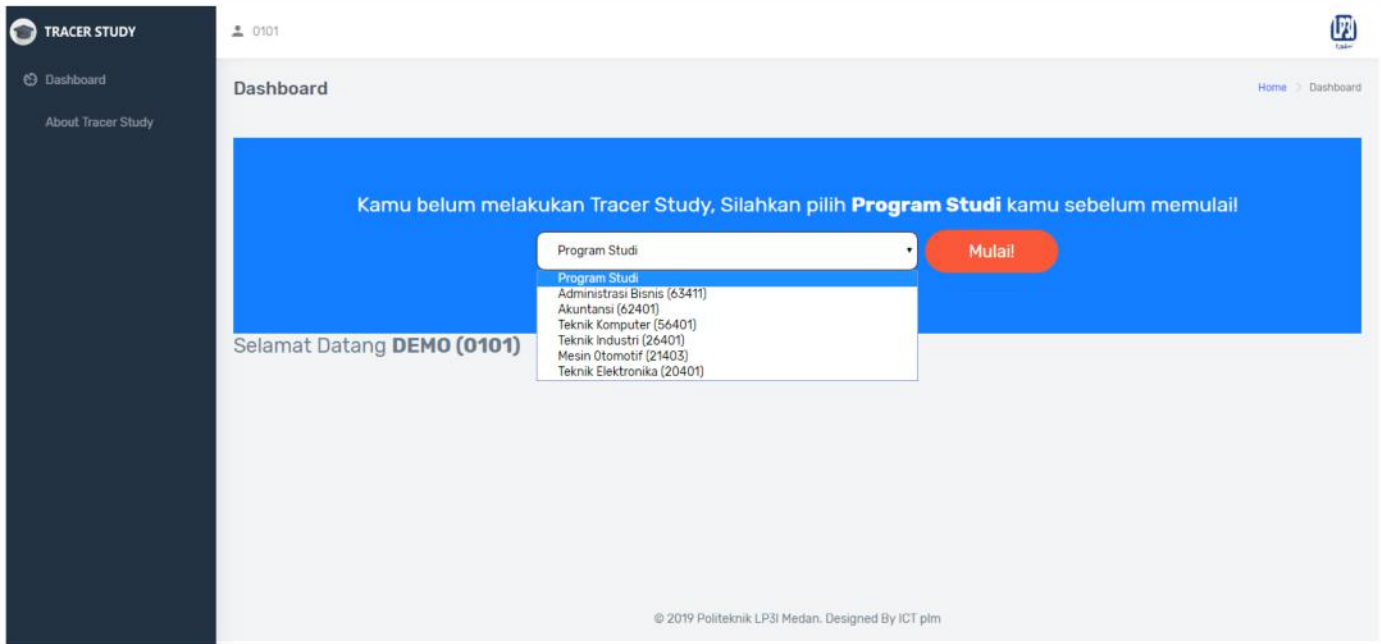 TRACER STUDY
0101
Dashboard
About Tracer Study
Dashboard
Home > Dashboard
Kamu belum melakukan Tracer Study, Silahkan pilih Program Studi kamu sebelum memulai!
Program Studi
Mulai!
Program Studi
Administrasi Bisnis (63411)
Akuntansi (62401)
Teknik Komputer (56401)
Teknik Industri (26401)
Mesin Otomotif (21403)
Teknik Elektronika (20401)
Selamat Datang DEMO (0101)
© 2019 Politeknik LP3I Medan. Designed By ICT plm